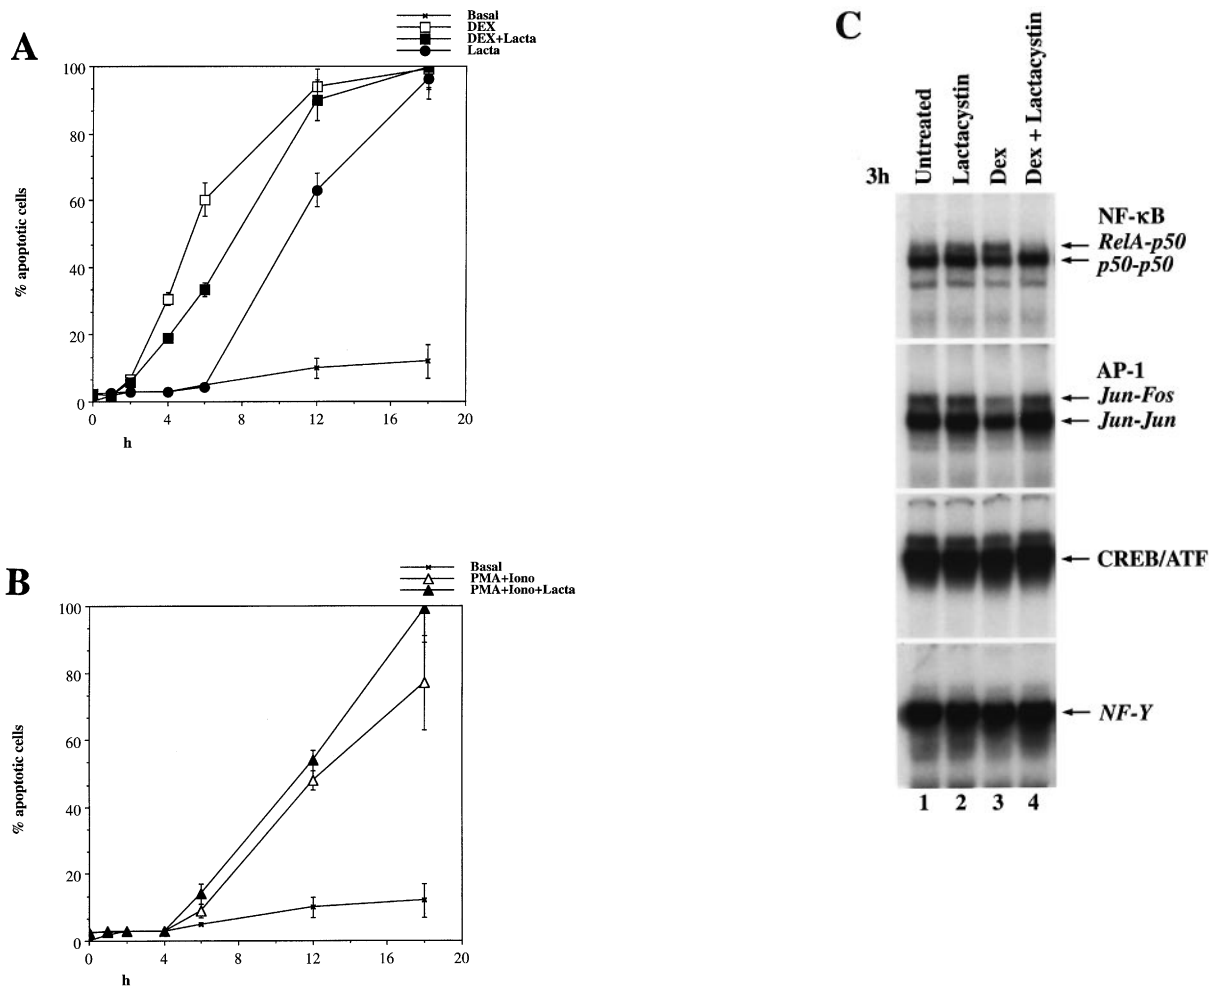 A
Basal
DEX
DEX+Lacta
Lacta
100
80
60
40
20
0
% apoptotic cells
0 4 8 12 16 20
h
B
Basal
PMA+Iono
PMA+Iono+Lacta
100
80
60
40
20
0
% apoptotic cells
0 4 8 12 16 20
h
C
3h
Untreated
Lactacystin
Dex
Dex + Lactacystin
NF-κB
RelA-p50
p50-p50
AP-1
Jun-Fos
Jun-Jun
CREB/ATF
NF-Y
1 2 3 4